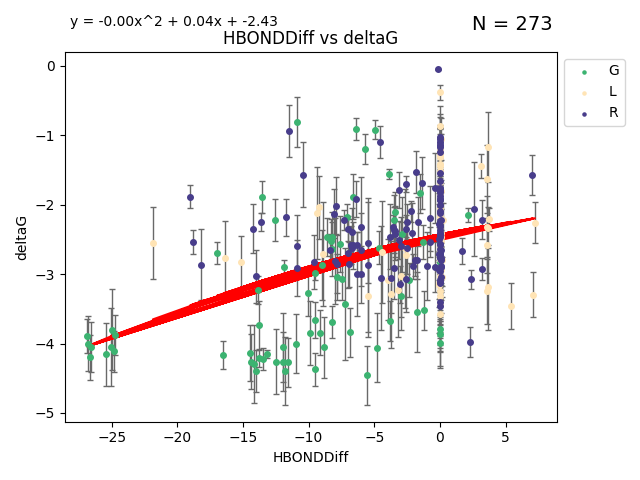 y = -0.00x^2 + 0.04x + -2.43
N = 273
HBONDDiff vs deltaG
0
−1
−2
−3
−4
−5
deltaG
−25 −20 −15 −10 −5 0 5
HBONDDiff
G
L
R